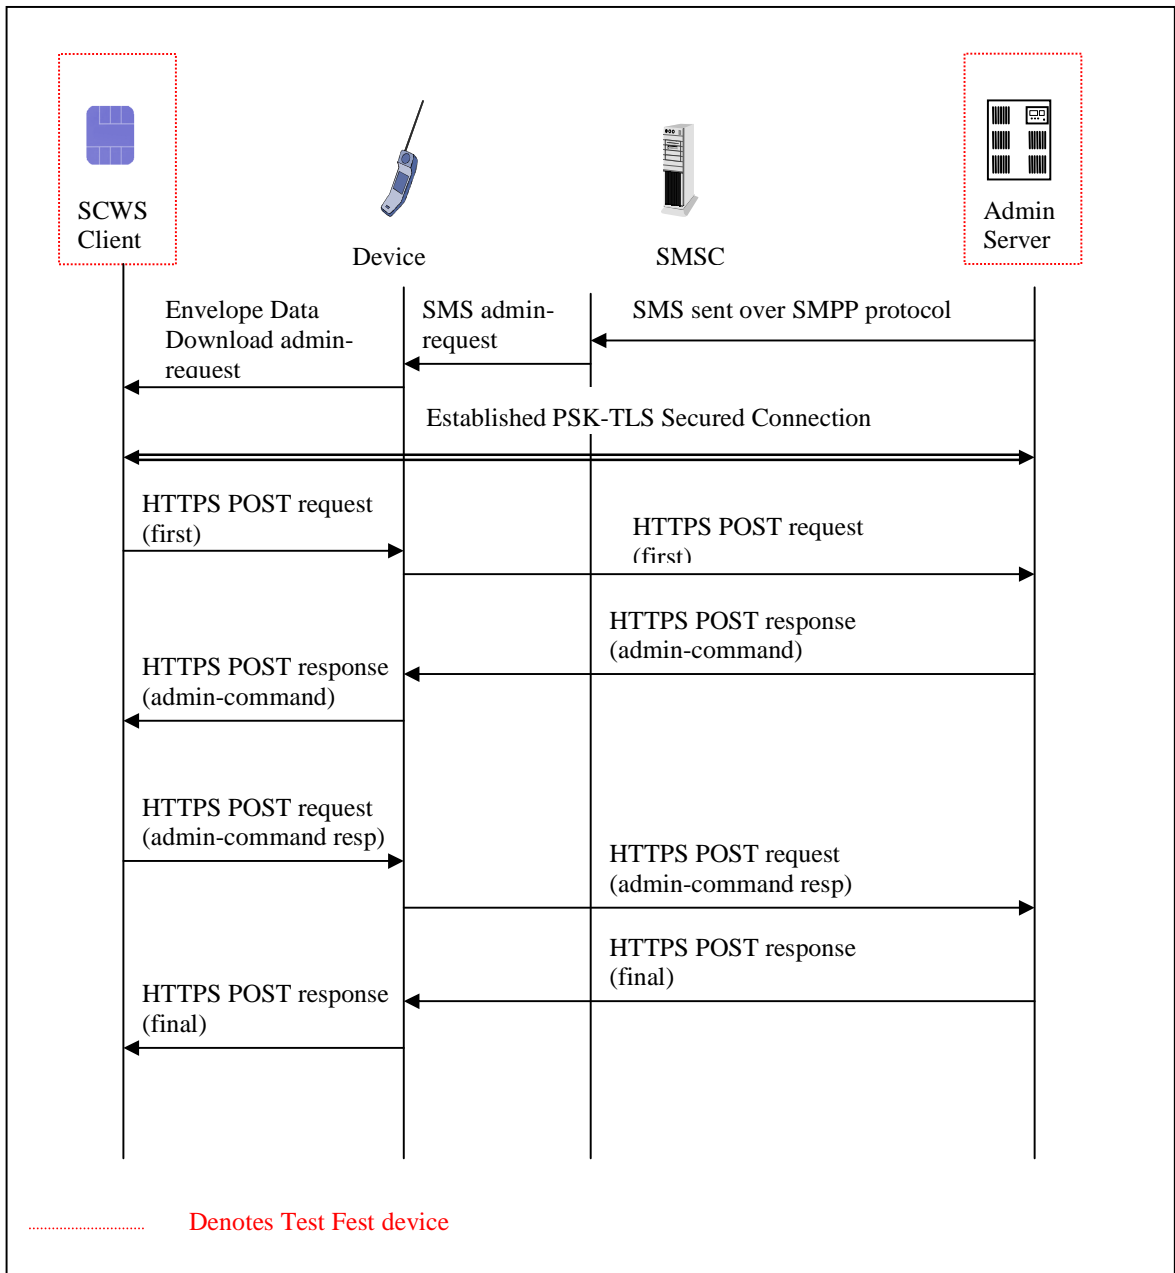 SCWS
Client
Device
SMSC
Admin
Server
Envelope Data
Download admin-
request
SMS admin-
request
SMS sent over SMPP protocol
Established PSK-TLS Secured Connection
HTTPS POST request
(first)
HTTPS POST request
(first)
HTTPS POST response
(admin-command)
HTTPS POST response
(admin-command)
HTTPS POST request
(admin-command resp)
HTTPS POST request
(admin-command resp)
HTTPS POST response
(final)
HTTPS POST response
(final)
Denotes Test Fest device